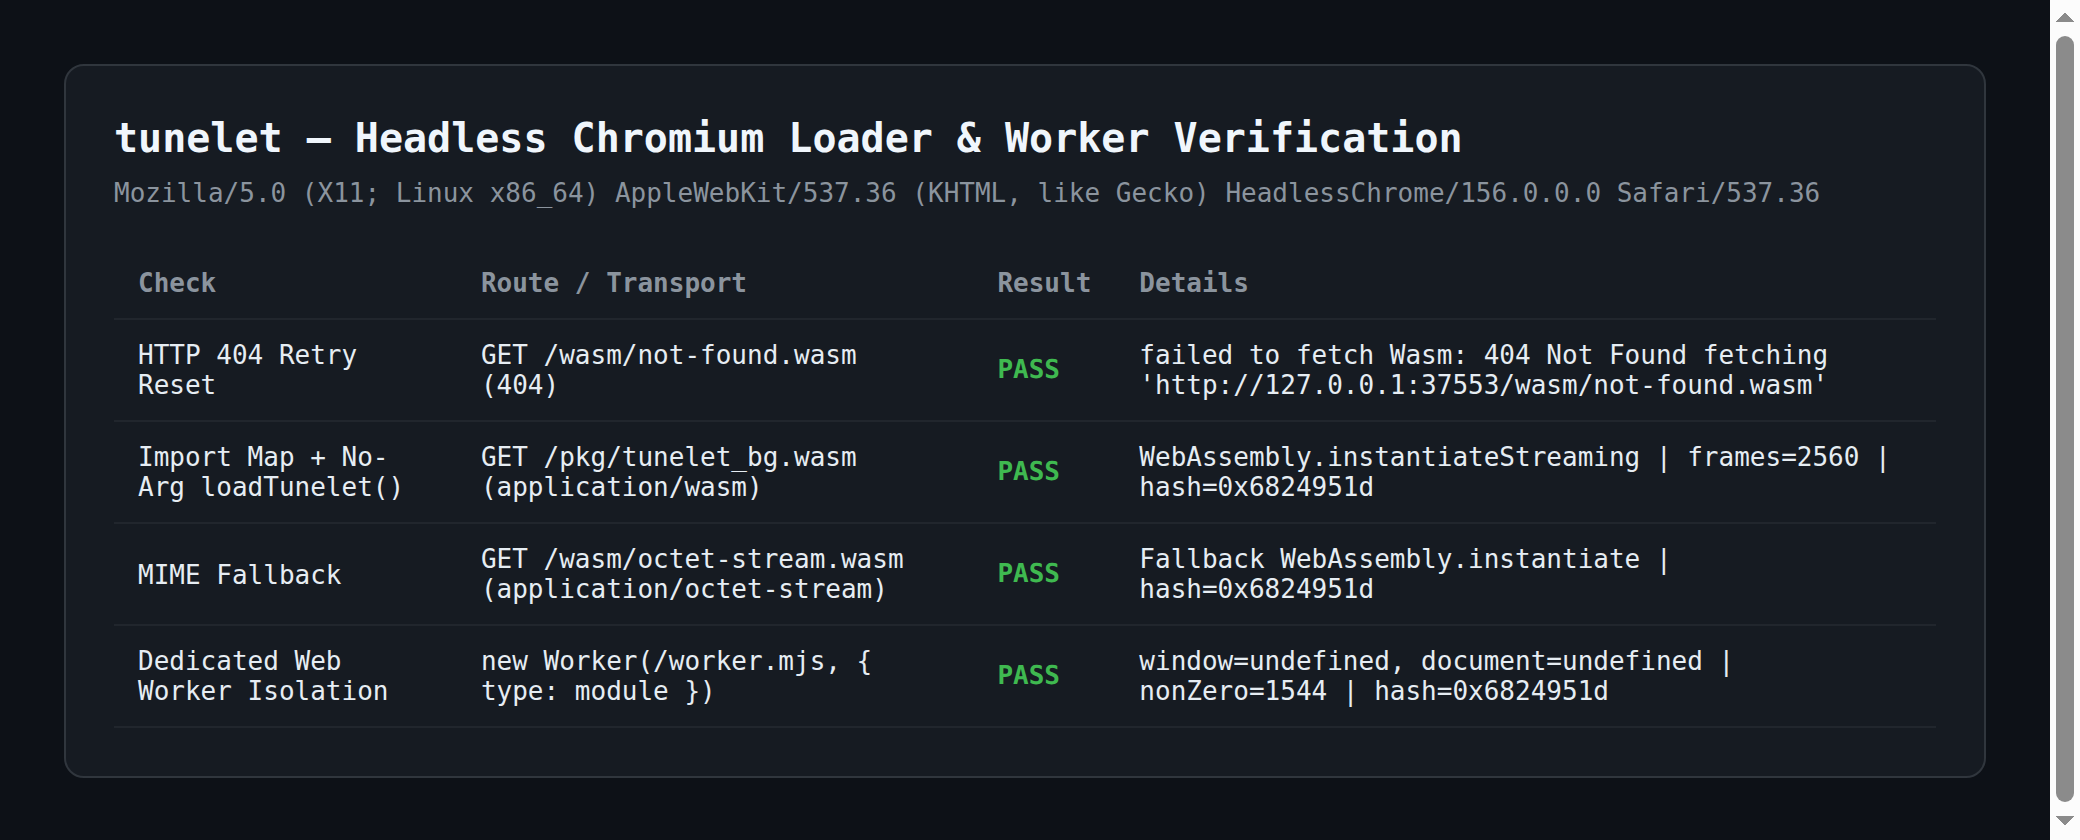 tunelet — Headless Chromium Loader & Worker Verification
Mozilla/5.0 (X11; Linux x86_64) AppleWebKit/537.36 (KHTML, like Gecko) HeadlessChrome/156.0.0.0 Safari/537.36
Check Route / Transport Result Details
HTTP 404 Retry
Reset
GET /wasm/not-found.wasm
(404)
PASS
failed to fetch Wasm: 404 Not Found fetching
'http://127.0.0.1:37553/wasm/not-found.wasm'
Import Map + No-
Arg loadTunelet()
GET /pkg/tunelet_bg.wasm
(application/wasm)
PASS
WebAssembly.instantiateStreaming | frames=2560 |
hash=0x6824951d
MIME Fallback
GET /wasm/octet-stream.wasm
(application/octet-stream)
PASS
Fallback WebAssembly.instantiate |
hash=0x6824951d
Dedicated Web
Worker Isolation
new Worker(/worker.mjs, {
type: module })
PASS
window=undefined, document=undefined |
nonZero=1544 | hash=0x6824951d